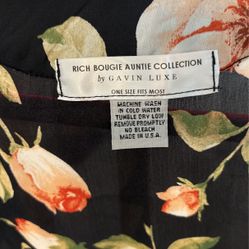 RICH BOUGIE AUNTIE COLLECTION
by GAVIN LUXE
ONE SIZE FITS MOST
MACHINE WASH
IN COLD WATER
TUMBLE DRY LOW
REMOVE PROMPTLY
NO BLEACH
MADE IN U.S.A.